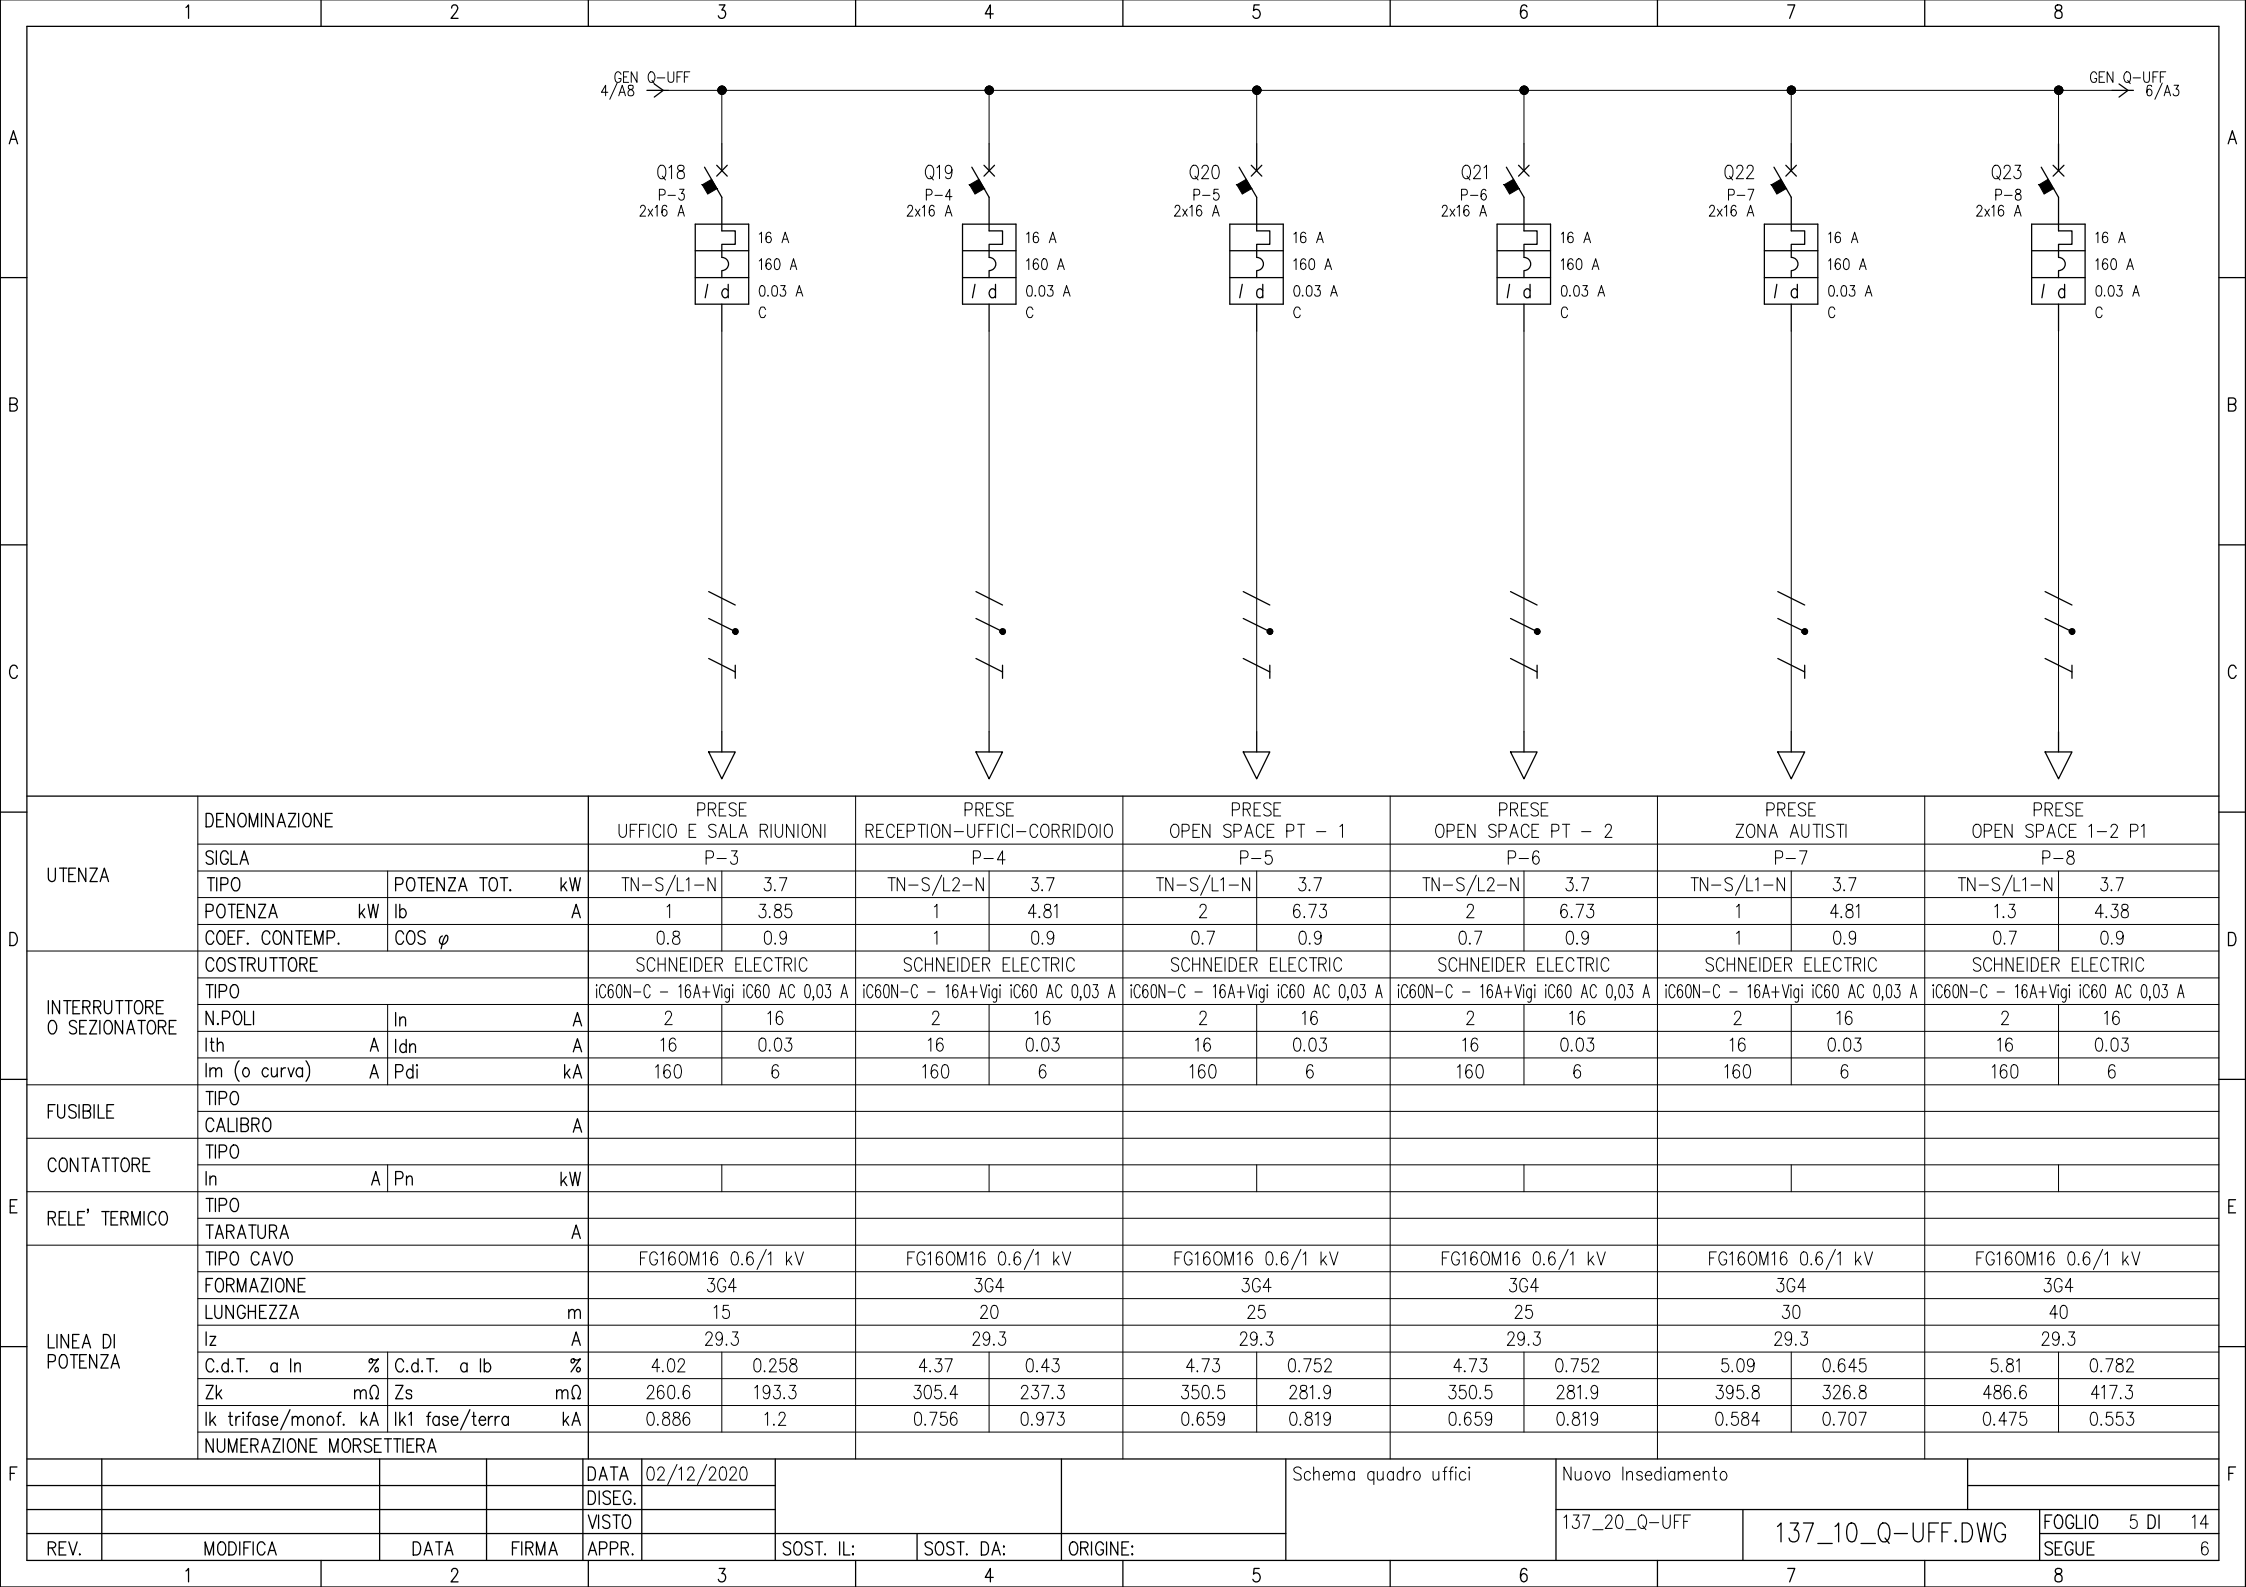 1 2 3 4 5 6 7 8
GEN Q-UFF
4/A8
GEN Q-UFF
6/A3
A A
Q18
P-3
2x16 A
16 A
160 A
I d 0.03 A
C
Q19
P-4
2x16 A
16 A
160 A
I d 0.03 A
C
Q20
P-5
2x16 A
16 A
160 A
I d 0.03 A
C
Q21
P-6
2x16 A
16 A
160 A
I d 0.03 A
C
Q22
P-7
2x16 A
16 A
160 A
I d 0.03 A
C
Q23
P-8
2x16 A
16 A
160 A
I d 0.03 A
C
B B
C C
D D
E E
F F
UTENZA
DENOMINAZIONE PRESE UFFICIO E SALA RIUNIONI PRESE RECEPTION-UFFICI-CORRIDOIO PRESE OPEN SPACE PT - 1 PRESE OPEN SPACE PT - 2 PRESE ZONA AUTISTI PRESE OPEN SPACE 1-2 P1
SIGLA P-3 P-4 P-5 P-6 P-7 P-8
TIPO POTENZA TOT. kW TN-S/L1-N 3.7 TN-S/L2-N 3.7 TN-S/L1-N 3.7 TN-S/L2-N 3.7 TN-S/L1-N 3.7 TN-S/L1-N 3.7
POTENZA kW Ib A 1 3.85 1 4.81 2 6.73 2 6.73 1 4.81 1.3 4.38
COEF. CONTEMP. COS φ 0.8 0.9 1 0.9 0.7 0.9 0.7 0.9 1 0.9 0.7 0.9
INTERRUTTORE
O SEZIONATORE
COSTRUTTORE SCHNEIDER ELECTRIC SCHNEIDER ELECTRIC SCHNEIDER ELECTRIC SCHNEIDER ELECTRIC SCHNEIDER ELECTRIC SCHNEIDER ELECTRIC
TIPO iC60N-C - 16A+Vigi iC60 AC 0,03 A iC60N-C - 16A+Vigi iC60 AC 0,03 A iC60N-C - 16A+Vigi iC60 AC 0,03 A iC60N-C - 16A+Vigi iC60 AC 0,03 A iC60N-C - 16A+Vigi iC60 AC 0,03 A iC60N-C - 16A+Vigi iC60 AC 0,03 A
N.POLI In A 2 16 2 16 2 16 2 16 2 16 2 16
Ith A Idn A 16 0.03 16 0.03 16 0.03 16 0.03 16 0.03 16 0.03
Im (o curva) A Pdi kA 160 6 160 6 160 6 160 6 160 6 160 6
FUSIBILE
TIPO
CALIBRO A
CONTATTORE
TIPO
In A Pn kW
RELE' TERMICO
TIPO
TARATURA A
LINEA DI
POTENZA
TIPO CAVO FG16OM16 0.6/1 kV FG16OM16 0.6/1 kV FG16OM16 0.6/1 kV FG16OM16 0.6/1 kV FG16OM16 0.6/1 kV FG16OM16 0.6/1 kV
FORMAZIONE 3G4 3G4 3G4 3G4 3G4 3G4
LUNGHEZZA m 15 20 25 25 30 40
Iz A 29.3 29.3 29.3 29.3 29.3 29.3
C.d.T. a In % C.d.T. a Ib % 4.02 0.258 4.37 0.43 4.73 0.752 4.73 0.752 5.09 0.645 5.81 0.782
Zk mΩ Zs mΩ 260.6 193.3 305.4 237.3 350.5 281.9 350.5 281.9 395.8 326.8 486.6 417.3
Ik trifase/monof. kA Ik1 fase/terra kA 0.886 1.2 0.756 0.973 0.659 0.819 0.659 0.819 0.584 0.707 0.475 0.553
NUMERAZIONE MORSETTIERA
DATA 02/12/2020
DISEG.
VISTO
REV. MODIFICA DATA FIRMA APPR. SOST. IL: SOST. DA: ORIGINE:
Schema quadro uffici
Nuovo Insediamento
137_20_Q-UFF
137_10_Q-UFF.DWG
FOGLIO 5 DI 14
SEGUE 6
1 2 3 4 5 6 7 8